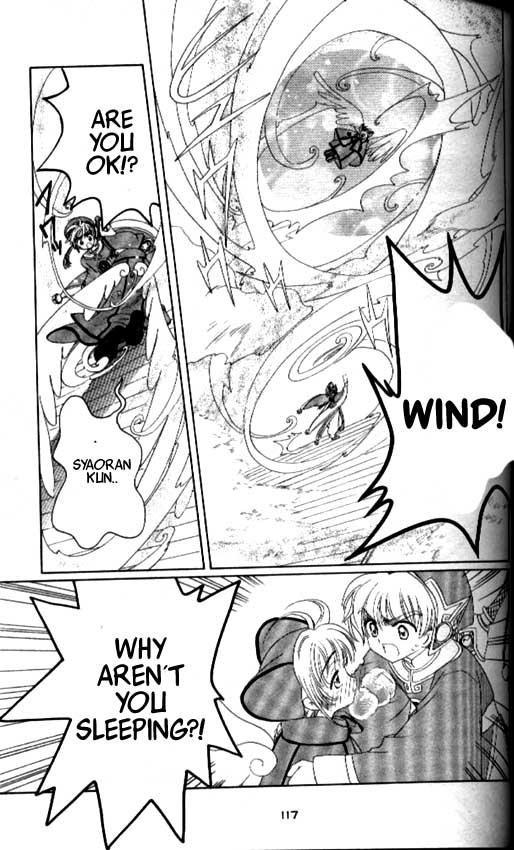 WIND!
ARE
YOU
OK!?
SYAORAN
KUN..
WHY
AREN'T
YOU
SLEEPING?!
117